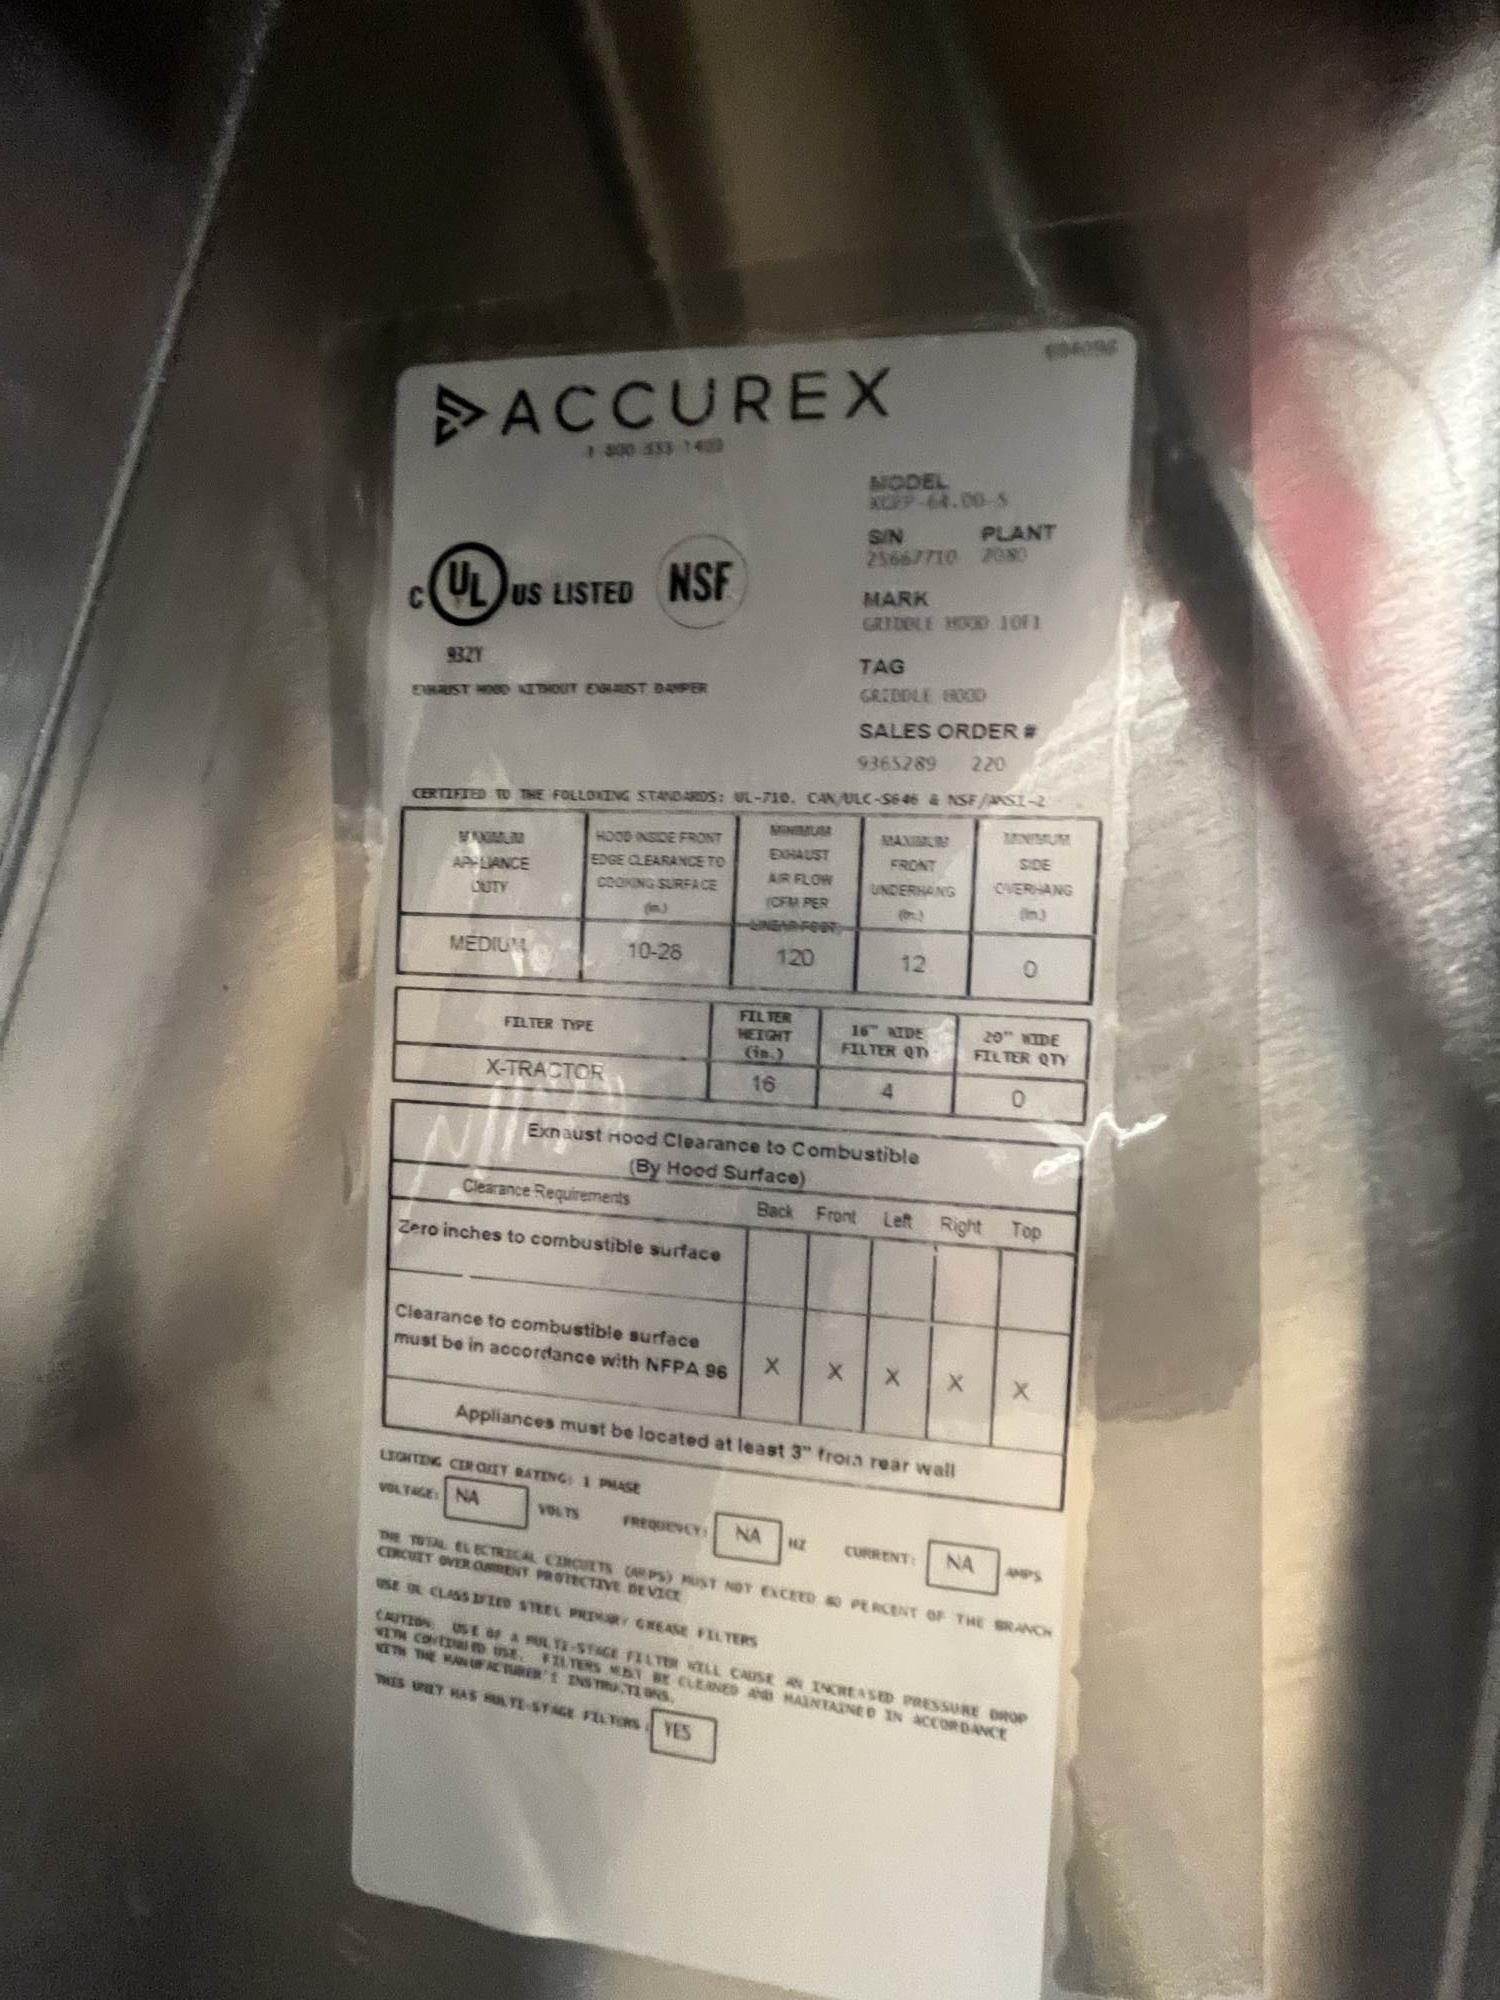 ACCUREX
MODEL
S/N PLANT
25667710 2080
MARK
GRIDDLE HOOD 1OF1
C UL US LISTED NSF
932Y
EXHAUST HOOD WITHOUT EXHAUST DAMPER
TAG
GRIDDLE HOOD
SALES ORDER #
9365289 220
CERTIFIED TO THE FOLLOWING STANDARDS: UL-710, CAN/ULC-S646 & NSF/ANSI-2
MAXIMUM APPLIANCE DUTY
HOOD INSIDE FRONT EDGE CLEARANCE TO COOKING SURFACE (in.)
MINIMUM EXHAUST AIR FLOW (CFM PER LINEAR FOOT)
MAXIMUM FRONT UNDERHANG (in.)
MINIMUM SIDE OVERHANG (in.)
MEDIUM 10-28 120 12 0
FILTER TYPE
FILTER HEIGHT (in.)
16" WIDE FILTER QTY
20" WIDE FILTER QTY
X-TRACTOR 16 4 0
Exhaust Hood Clearance to Combustible
(By Hood Surface)
Clearance Requirements Back Front Left Right Top
Zero inches to combustible surface
Clearance to combustible surface
must be in accordance with NFPA 96 X X X X X
Appliances must be located at least 3" from rear wall
LIGHTING CIRCUIT RATING: 1 PHASE
VOLTAGE: NA VOLTS FREQUENCY: NA HZ CURRENT: NA AMPS
THE TOTAL ELECTRICAL CIRCUITS (AMPS) MUST NOT EXCEED 80 PERCENT OF THE BRANCH
CIRCUIT OVERCURRENT PROTECTIVE DEVICE
USE UL CLASSIFIED STEEL PRIMARY GREASE FILTERS
CAUTION: USE OF A MULTI-STAGE FILTER WILL CAUSE AN INCREASED PRESSURE DROP
WITH CONTINUED USE. FILTERS MUST BE CLEANED AND MAINTAINED IN ACCORDANCE
WITH THE MANUFACTURER'S INSTRUCTIONS.
THIS UNIT HAS MULTI-STAGE FILTERS: YES